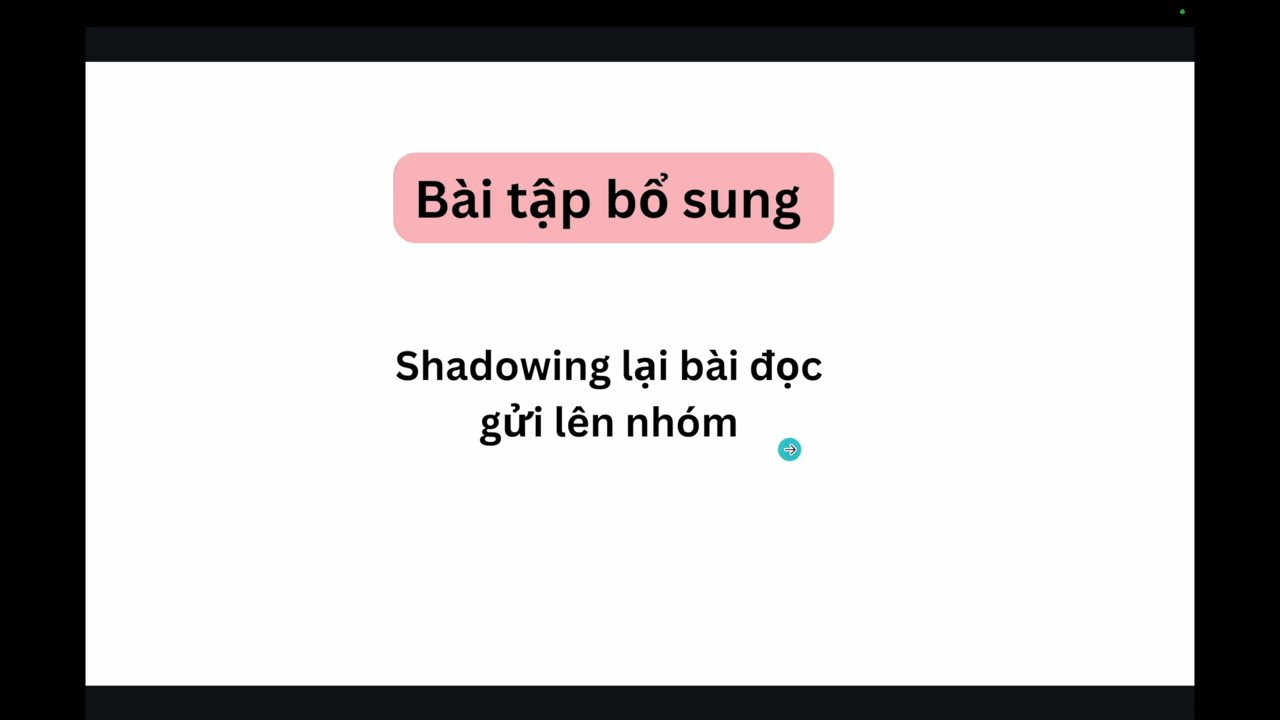 Bài tập bổ sung
Shadowing lại bài đọc
gửi lên nhóm